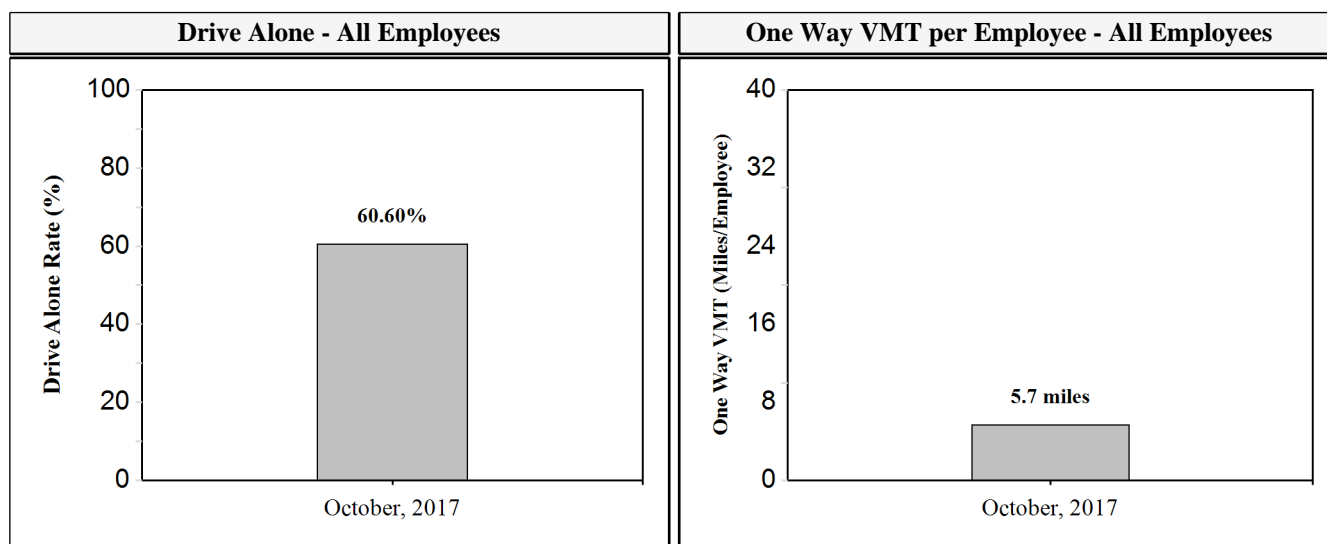 Drive Alone - All Employees
Drive Alone Rate (%)
100
80
60
40
20
0
60.60%
October, 2017
One Way VMT per Employee - All Employees
One Way VMT (Miles/Employee)
40
32
24
16
8
0
5.7 miles
October, 2017